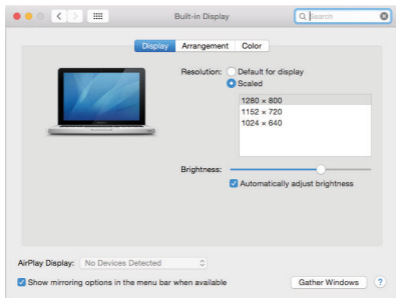 Built-in Display
Search
Display Arrangement Color
Resolution: Default for display
Scaled
1280 × 800
1152 × 720
1024 × 640
Brightness:
Automatically adjust brightness
AirPlay Display: No Devices Detected
Show mirroring options in the menu bar when available
Gather Windows ?